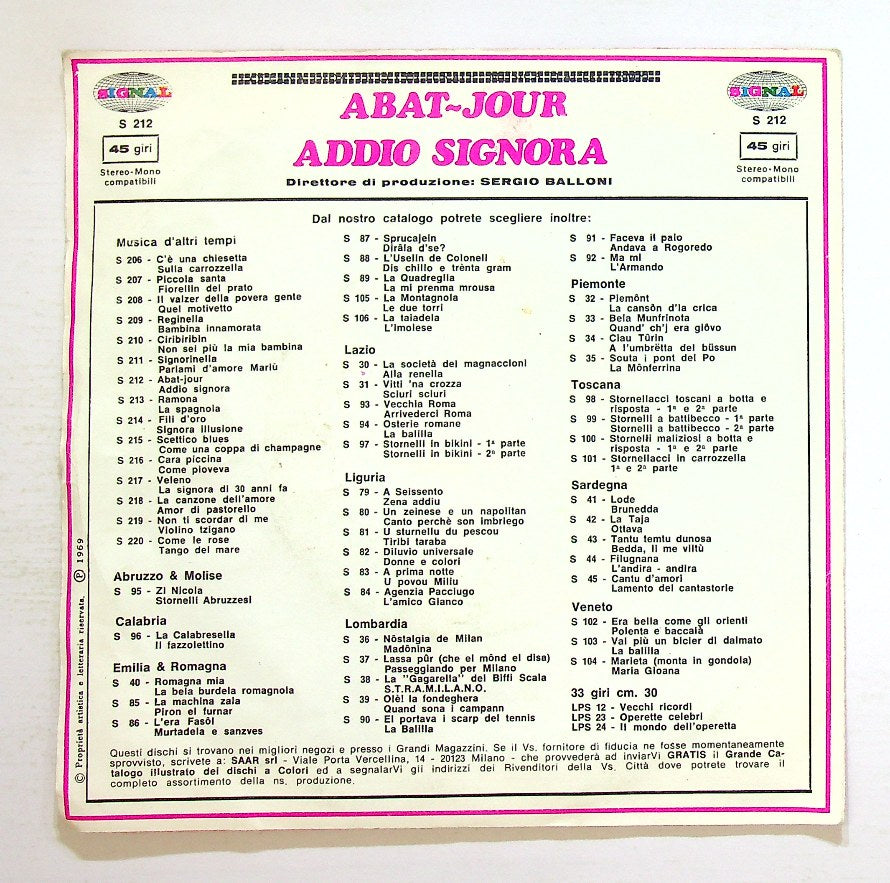 SIGNAL
S 212
45 giri
Stereo-Mono
compatibili
ABAT-JOUR
ADDIO SIGNORA
Direttore di produzione: SERGIO BALLONI
SIGNAL
S 212
45 giri
Stereo-Mono
compatibili
Dal nostro catalogo potrete scegliere inoltre:
Musica d'altri tempi
S 206 - C'è una chiesetta
Sulla carrozzella
S 207 - Piccola santa
Fiorellin del prato
S 208 - Il valzer della povera gente
Quel motivetto
S 209 - Reginella
Bambina innamorata
S 210 - Ciribiribin
Non sei più la mia bambina
S 211 - Signorinella
Parlami d'amore Mariù
S 212 - Abat-jour
Addio signora
S 213 - Ramona
La spagnola
S 214 - Fili d'oro
Signora illusione
S 215 - Scettico blues
Come una coppa di champagne
S 216 - Cara piccina
Come pioveva
S 217 - Veleno
La signora di 30 anni fa
S 218 - La canzone dell'amore
Amor di pastorello
S 219 - Non ti scordar di me
Violino tzigano
S 220 - Come le rose
Tango del mare
Abruzzo & Molise
S 95 - Zi Nicola
Stornelli Abruzzesi
Calabria
S 96 - La Calabresella
Il fazzolettino
Emilia & Romagna
S 40 - Romagna mia
La bela burdela romagnola
S 85 - La machina zala
Piron el furnar
S 86 - L'era Fasôl
Murtadela e sanzves
S 87 - Sprucajein
Dirâla d'se?
S 88 - L'Uselin de Colonell
Dis chillo e trènta gram
S 89 - La Quadreglia
La mi prenna mrousa
S 105 - La Montagnola
Le due torri
S 106 - La taiadela
L'Imolese
Lazio
S 30 - La società dei magnaccioni
Alla renella
S 31 - Vitti 'na crozza
Sciuri sciuri
S 93 - Vecchia Roma
Arrivederci Roma
S 94 - Osterie romane
La balilla
S 97 - Stornelli in bikini - 1ª parte
Stornelli in bikini - 2ª parte
Liguria
S 79 - A Seissento
Zena addiu
S 80 - Un zeinese e un napolitan
Canto perchè son imbriego
S 81 - U sturnellu du pescou
Tiribi taraba
S 82 - Diluvio universale
Donne e colori
S 83 - A prima notte
U povou Miliu
S 84 - Agenzia Pacciugo
L'amico Gianco
Lombardia
S 36 - Nôstalgia de Milan
Madônina
S 37 - Lassa pûr (che el mônd el disa)
Passeggiando per Milano
S 38 - La "Gagarella" del Biffi Scala
S.T.R.A.M.I.L.A.N.O.
S 39 - Olè! la fondeghera
Quand sona i campann
S 90 - El portava i scarp del tennis
La Balilla
S 91 - Faceva il palo
Andava a Rogoredo
S 92 - Ma mi
L'Armando
Piemonte
S 32 - Piemônt
La cansôn d'la crica
S 33 - Bela Munfrinota
Quand' ch'j era giôvo
S 34 - Ciau Tûrin
A l'umbrëtta del büssun
S 35 - Souta i pont del Po
La Mônferrina
Toscana
S 98 - Stornellacci toscani a botta e
risposta - 1ª e 2ª parte
S 99 - Stornelli a battibecco - 1ª parte
Stornelli a battibecco - 2ª parte
S 100 - Stornelli maliziosi a botta e
risposta - 1ª e 2ª parte
S 101 - Stornellacci in carrozzella
1ª e 2ª parte
Sardegna
S 41 - Lode
Brunedda
S 42 - La Taja
Ottava
S 43 - Tantu temtu dunosa
Bedda, li me viltù
S 44 - Filugnana
L'andira - andira
S 45 - Cantu d'amori
Lamento del cantastorie
Veneto
S 102 - Era bella come gli orienti
Polenta e baccalà
S 103 - Vai più un bicier di dalmato
La balilla
S 104 - Marieta (monta in gondola)
Maria Gioana
33 giri cm. 30
LPS 12 - Vecchi ricordi
LPS 23 - Operette celebri
LPS 24 - Il mondo dell'operetta
Questi dischi si trovano nei migliori negozi e presso i Grandi Magazzini. Se il Vs. fornitore di fiducia ne fosse momentaneamente
sprovvisto, scrivete a: SAAR srl - Viale Porta Vercellina, 14 - 20123 Milano - che provvederà ad inviarVi GRATIS il Grande Ca-
talogo illustrato dei dischi a Colori ed a segnalarVi gli indirizzi dei Rivenditori della Vs. Città dove potrete trovare il
completo assortimento della ns. produzione.
© Proprietà artistica e letteraria riservata. Ⓟ 1969